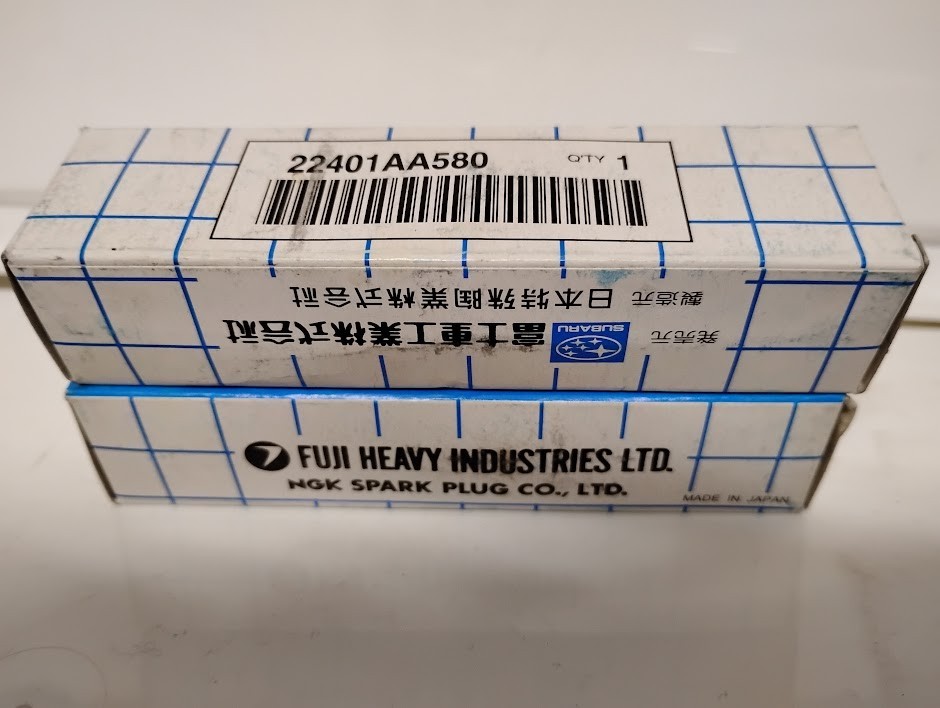 22401AA580 Q'TY 1
発売元 SUBARU 富士重工業株式会社
製造元 日本特殊陶業株式会社
FUJI HEAVY INDUSTRIES LTD.
NGK SPARK PLUG CO., LTD.
MADE IN JAPAN